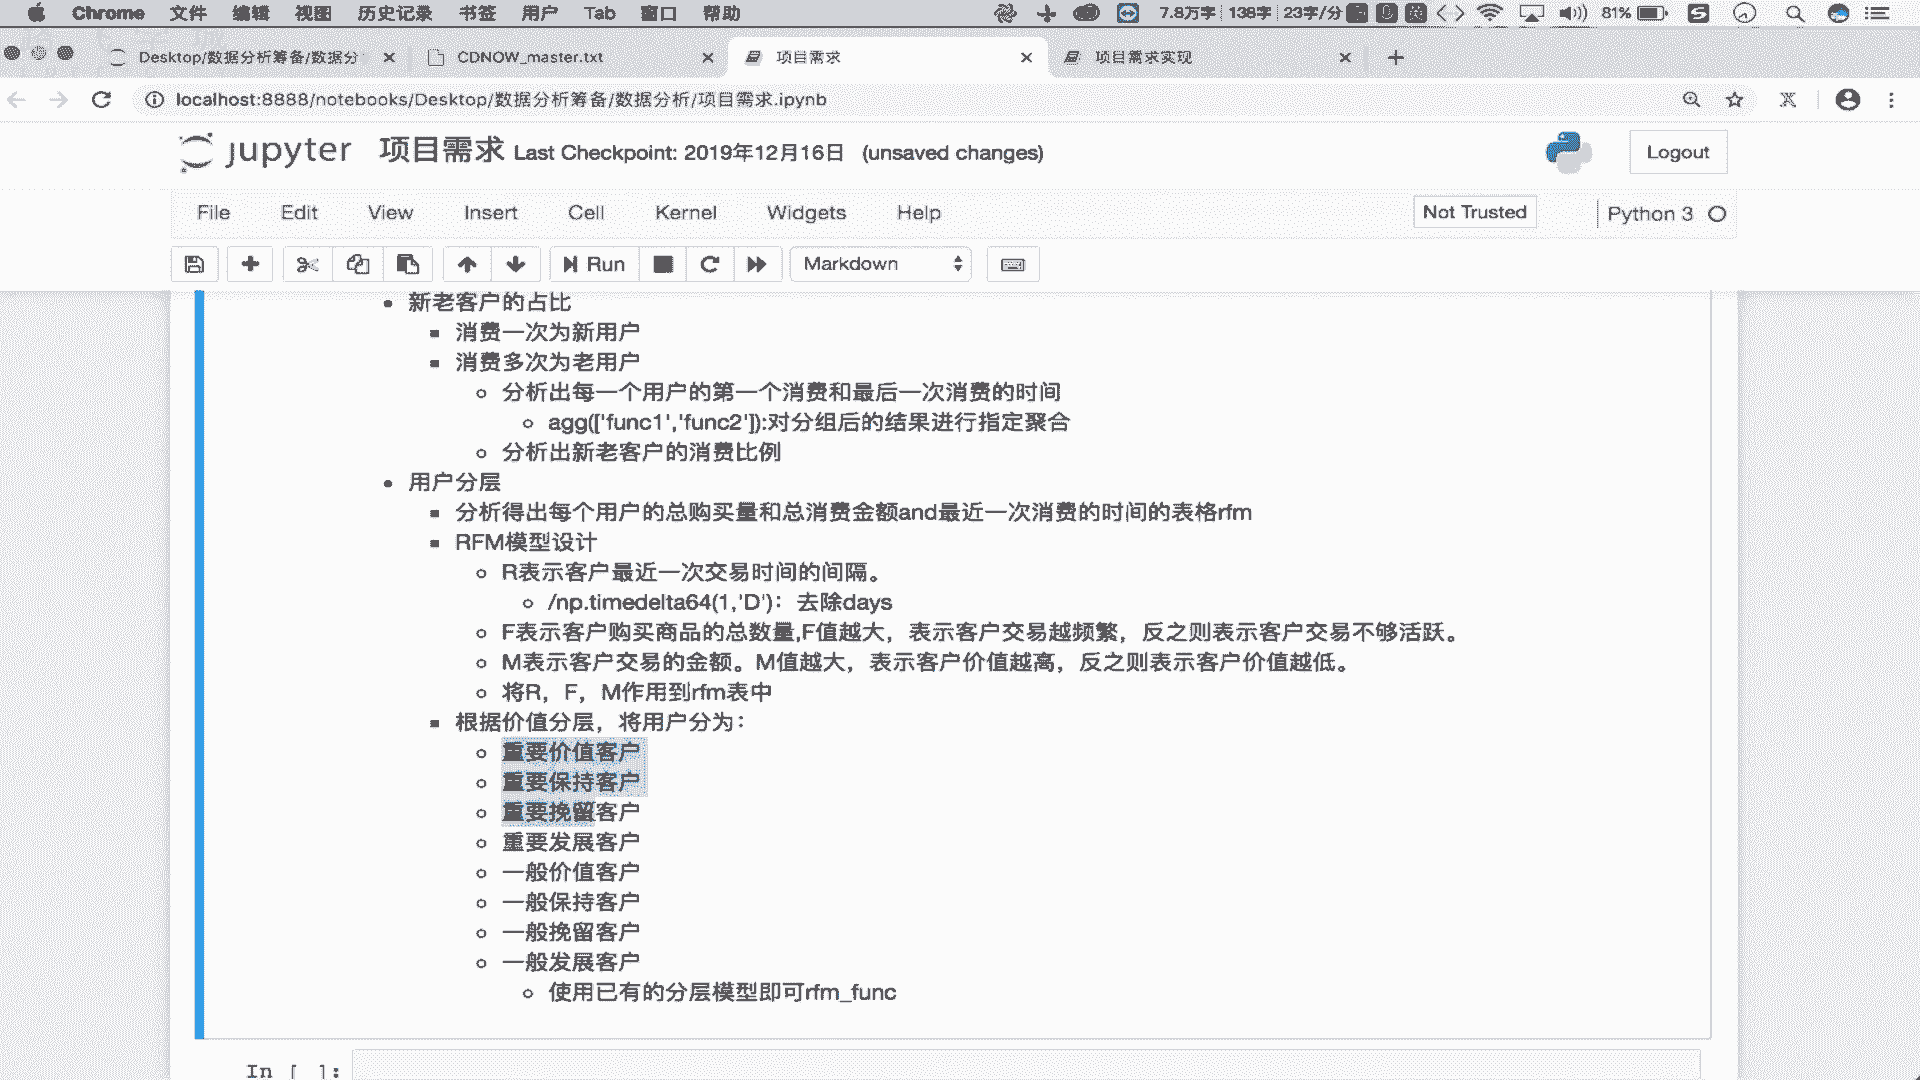 Chrome 文件 编辑 视图 历史记录 书签 用户 Tab 窗口 帮助 7.8万字 138字 23字/分 81%
Desktop/数据分析筹备/数据分 CDNOW_master.txt 项目需求 项目需求实现
localhost:8888/notebooks/Desktop/数据分析筹备/数据分析/项目需求.ipynb
jupyter 项目需求 Last Checkpoint: 2019年12月16日 (unsaved changes) Logout
File Edit View Insert Cell Kernel Widgets Help Not Trusted Python 3
Run Markdown
新老客户的占比
消费一次为新用户
消费多次为老用户
分析出每一个用户的第一个消费和最后一次消费的时间
agg(['func1','func2']):对分组后的结果进行指定聚合
分析出新老客户的消费比例
用户分层
分析得出每个用户的总购买量和总消费金额and最近一次消费的时间的表格rfm
RFM模型设计
R表示客户最近一次交易时间的间隔。
/np.timedelta64(1,'D')：去除days
F表示客户购买商品的总数量,F值越大，表示客户交易越频繁，反之则表示客户交易不够活跃。
M表示客户交易的金额。M值越大，表示客户价值越高，反之则表示客户价值越低。
将R，F，M作用到rfm表中
根据价值分层，将用户分为：
重要价值客户
重要保持客户
重要挽留客户
重要发展客户
一般价值客户
一般保持客户
一般挽留客户
一般发展客户
使用已有的分层模型即可rfm_func
In [ ]: